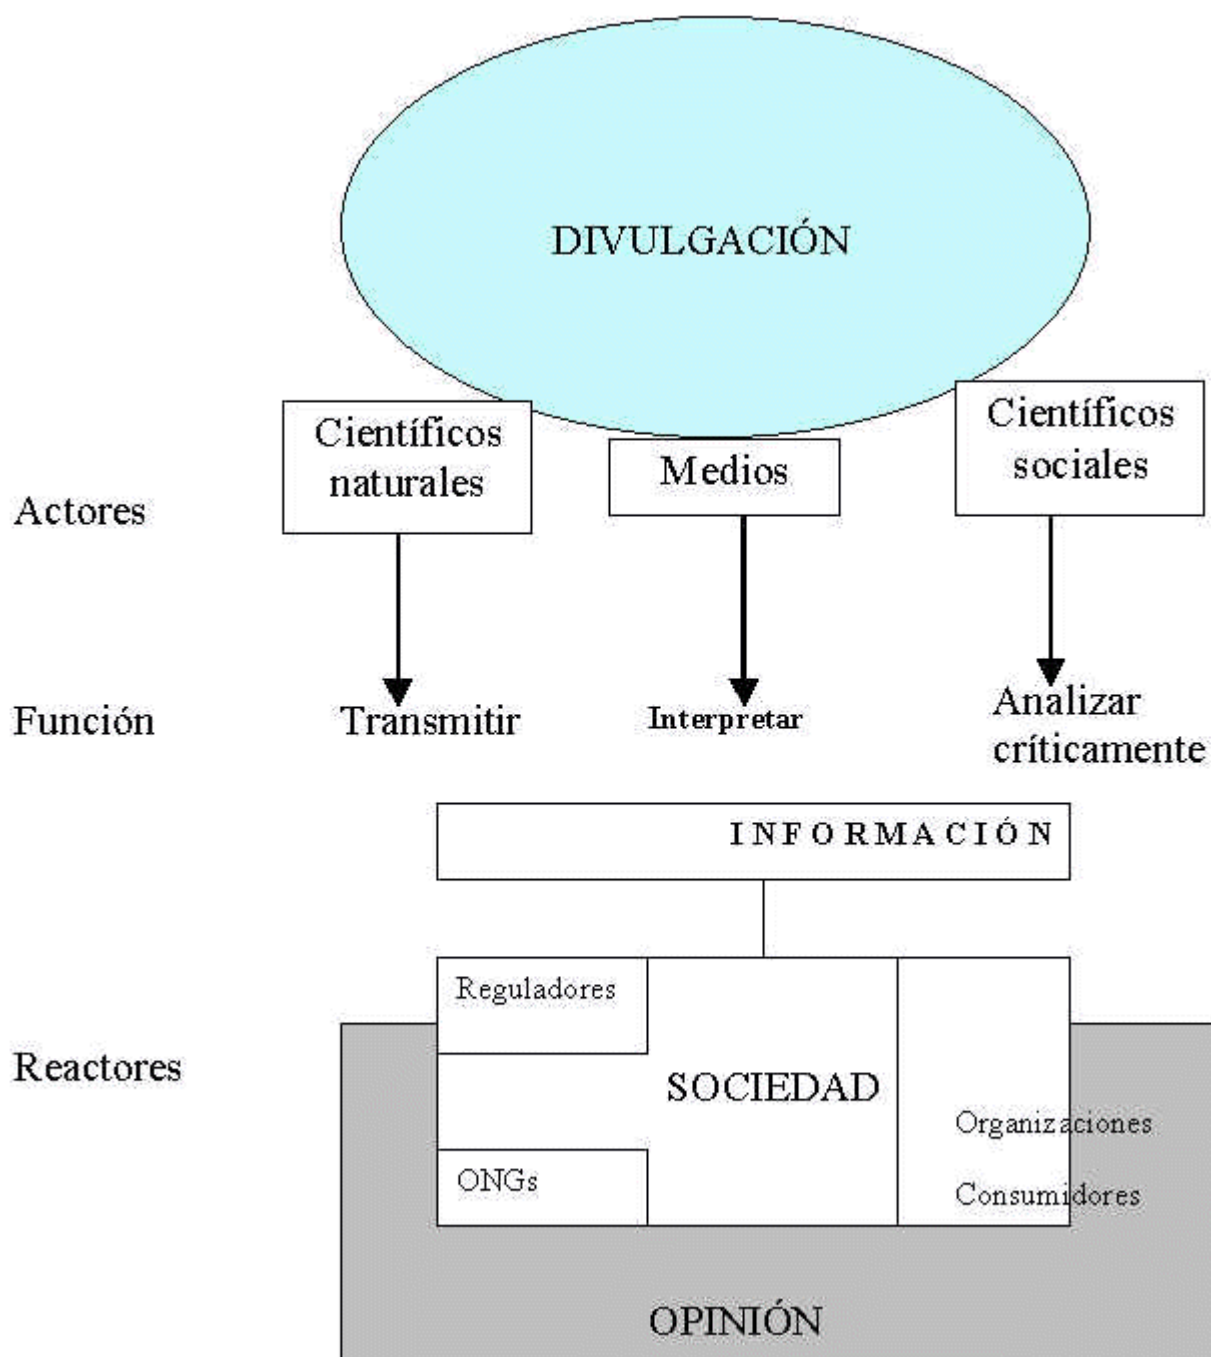 DIVULGACIÓN
Actores
Científicos
naturales
Medios
Científicos
sociales
Función
Transmitir
Interpretar
Analizar
críticamente
INFORMACIÓN
Reactores
Reguladores
SOCIEDAD
Organizaciones
ONGs
Consumidores
OPINIÓN